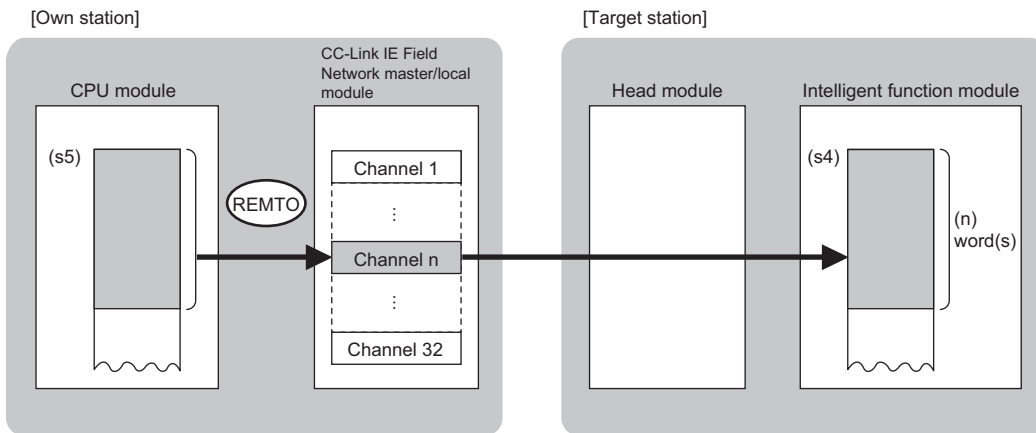 [Own station]
[Target station]
CC-Link IE Field
Network master/local
module
CPU module
Head module
Intelligent function module
(s5)
(s4)
Channel 1
⋮
REMTO
(n)
word(s)
Channel n
⋮
Channel 32